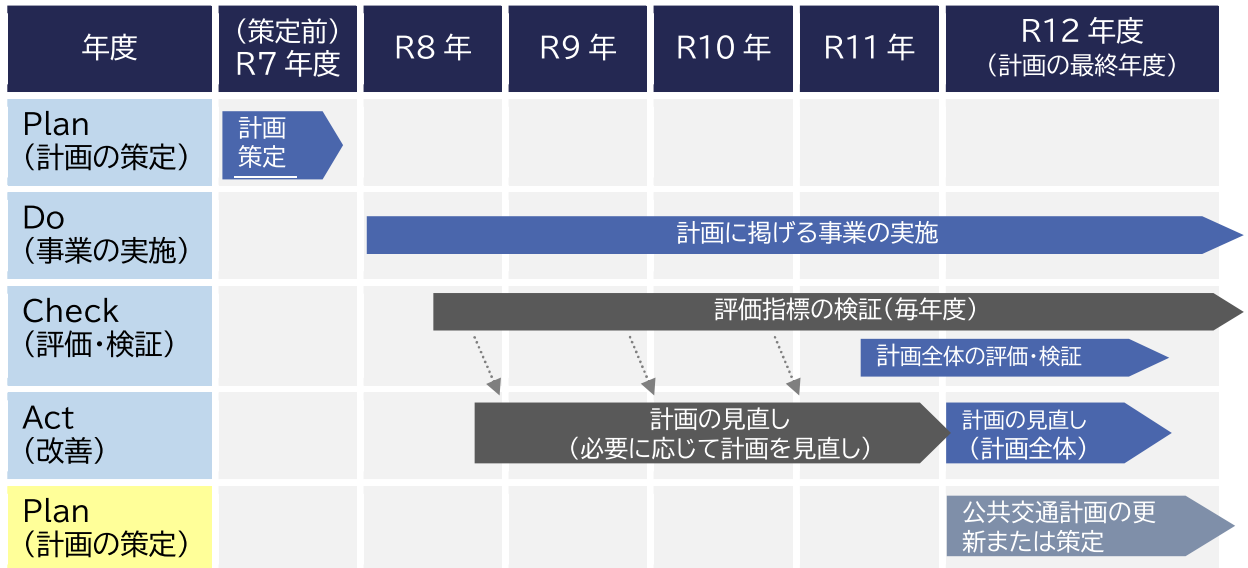 年度
（策定前）
R7 年度
R8 年
R9 年
R10 年
R11 年
R12 年度
（計画の最終年度）
Plan
（計画の策定）
計画
策定
Do
（事業の実施）
計画に掲げる事業の実施
Check
（評価・検証）
評価指標の検証（毎年度）
計画全体の評価・検証
Act
（改善）
計画の見直し
（必要に応じて計画を見直し）
計画の見直し
（計画全体）
Plan
（計画の策定）
公共交通計画の更
新または策定